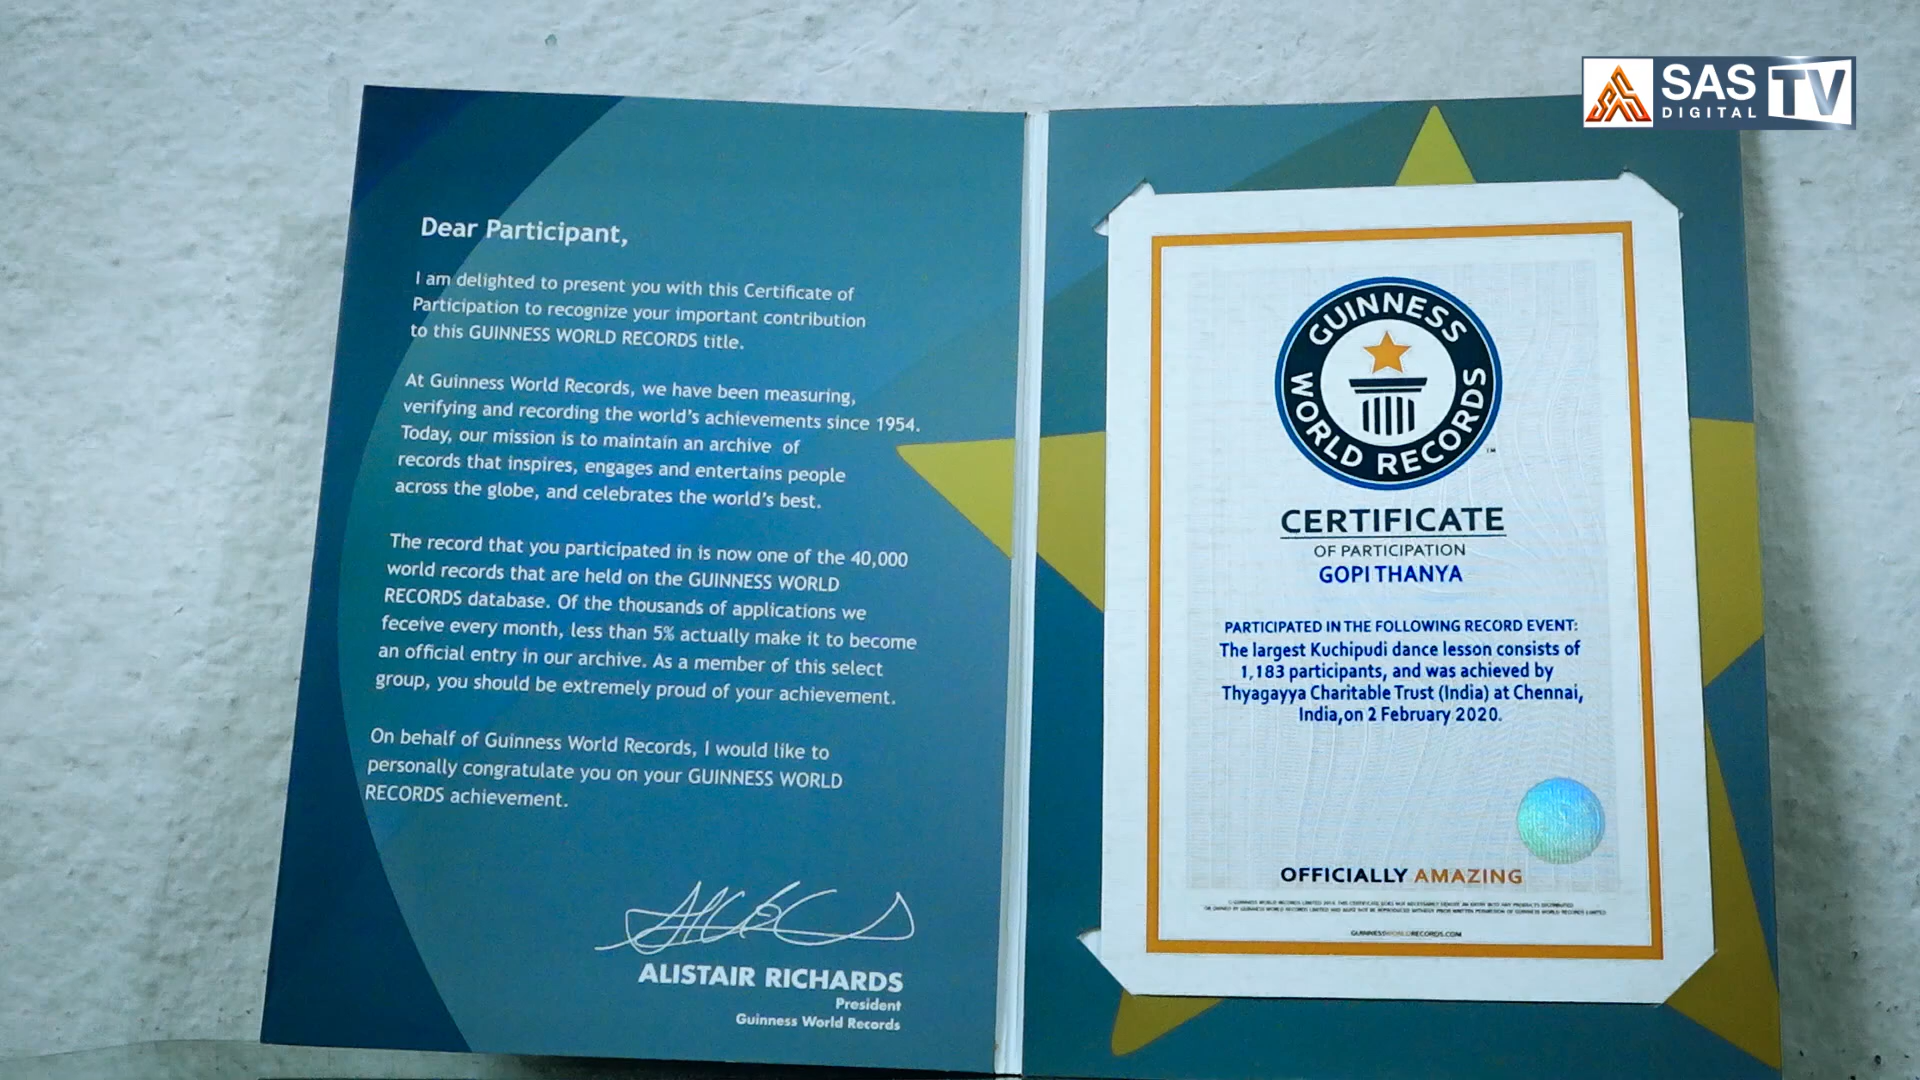 SAS
DIGITAL
TV
Dear Participant,
I am delighted to present you with this Certificate of
Participation to recognize your important contribution
to this GUINNESS WORLD RECORDS title.
At Guinness World Records, we have been measuring,
verifying and recording the world's achievements since 1954.
Today, our mission is to maintain an archive of
records that inspires, engages and entertains people
across the globe, and celebrates the world's best.
The record that you participated in is now one of the 40,000
world records that are held on the GUINNESS WORLD
RECORDS database. Of the thousands of applications we
feceive every month, less than 5% actually make it to become
an official entry in our archive. As a member of this select
group, you should be extremely proud of your achievement.
On behalf of Guinness World Records, I would like to
personally congratulate you on your GUINNESS WORLD
RECORDS achievement.
ALISTAIR RICHARDS
President
Guinness World Records
GUINNESS
WORLD RECORDS
TM
CERTIFICATE
OF PARTICIPATION
GOPI THANYA
PARTICIPATED IN THE FOLLOWING RECORD EVENT:
The largest Kuchipudi dance lesson consists of
1,183 participants, and was achieved by
Thyagayya Charitable Trust (India) at Chennai,
India,on 2 February 2020.
OFFICIALLY AMAZING
GUINNESSWORLDRECORDS.COM